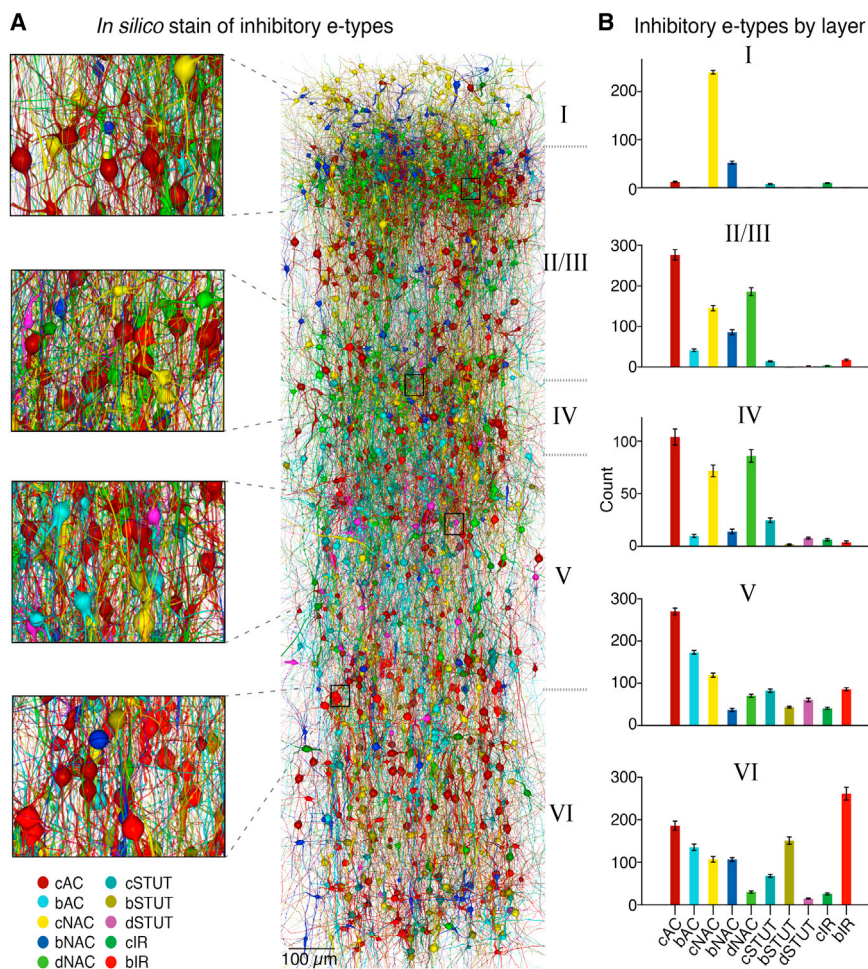 A
In silico stain of inhibitory e-types
I
II/III
IV
V
VI
100 µm
cAC
bAC
cNAC
bNAC
dNAC
cSTUT
bSTUT
dSTUT
cIR
bIR
B
Inhibitory e-types by layer
I
200
100
0
II/III
300
200
100
0
IV
Count
100
50
0
V
300
200
100
0
VI
300
200
100
0
cAC
bAC
cNAC
bNAC
dNAC
cSTUT
bSTUT
dSTUT
cIR
bIR